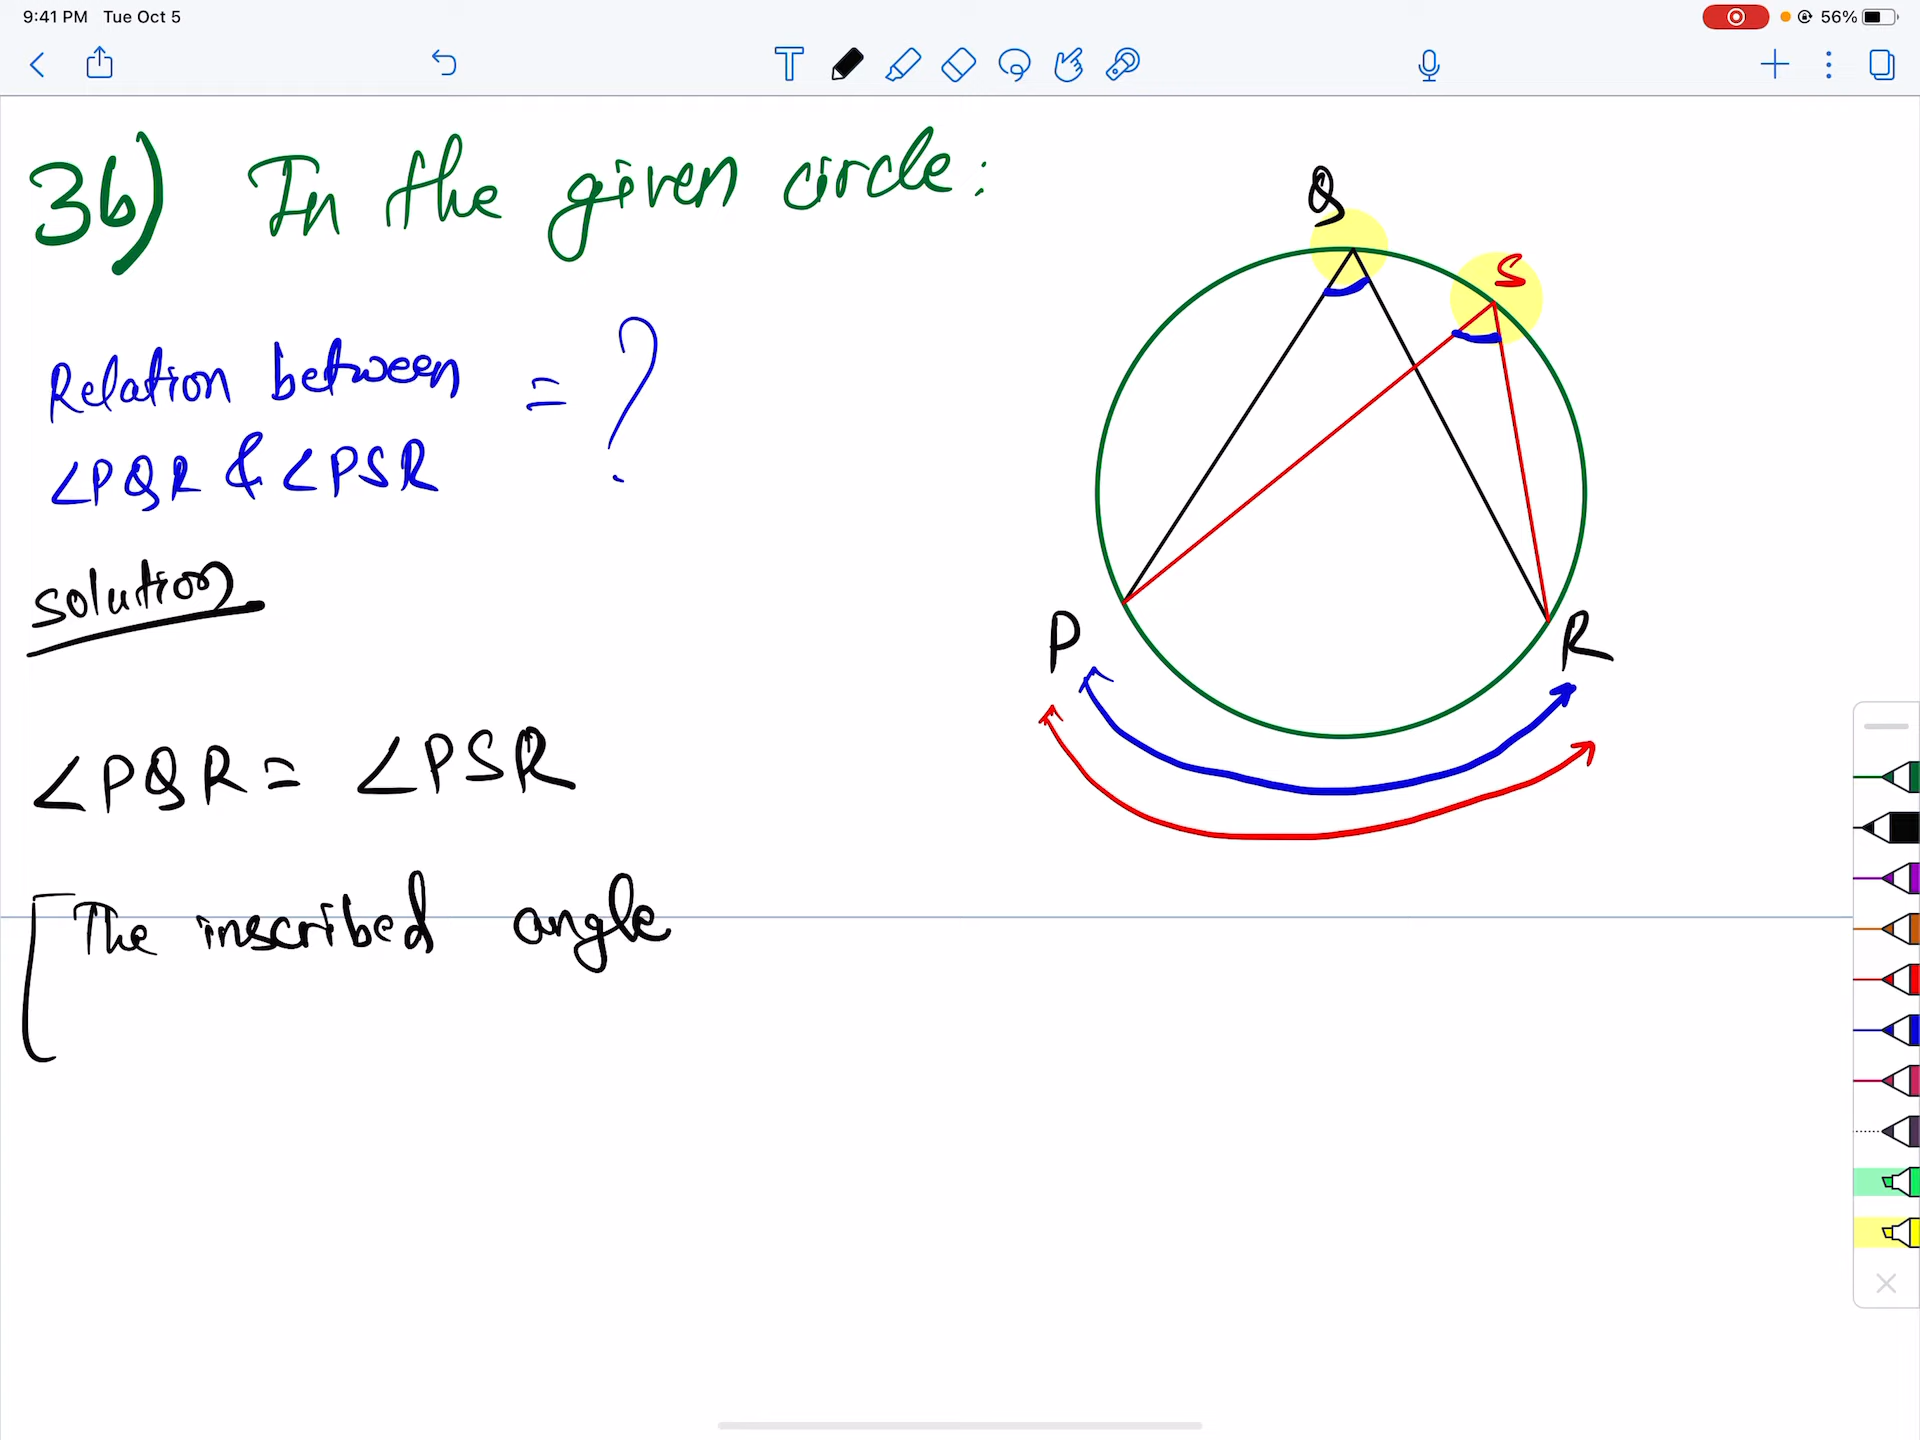 9:41 PM Tue Oct 5
56%
3b) In the given circle:
Relation between = ?
∠PQR & ∠PSR
Solution
∠PQR = ∠PSR
[The inscribed angle
Q
S
P
R